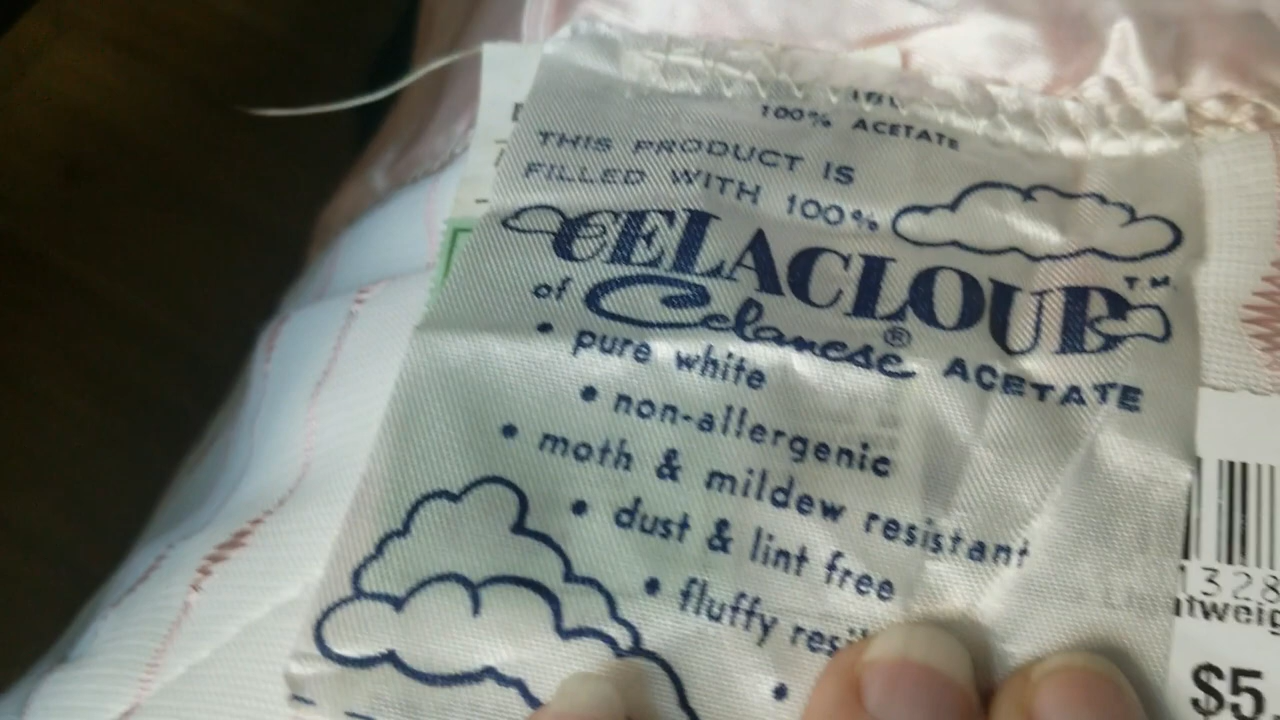 100% ACETATE
THIS PRODUCT IS
FILLED WITH 100%
CELACLOUD™
of Celanese® ACETATE
• pure white
• non-allergenic
• moth & mildew resistant
• dust & lint free
• fluffy
•
1328
$5.